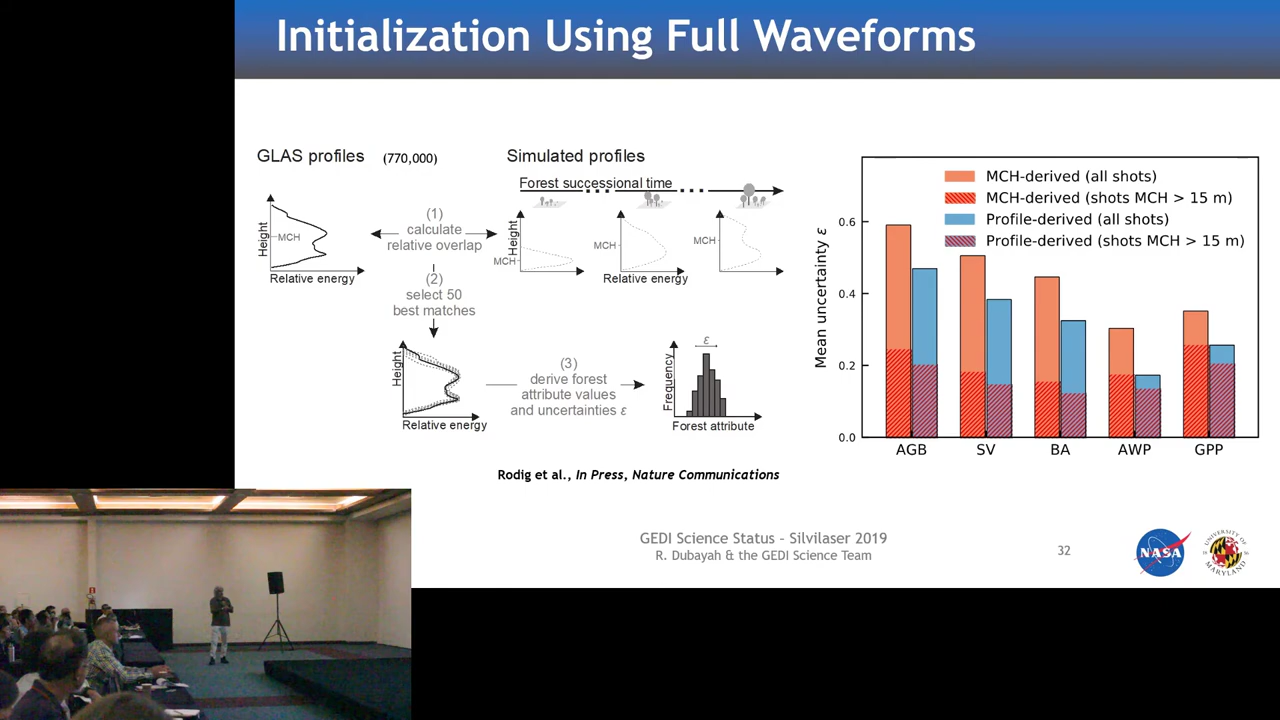 Initialization Using Full Waveforms
GLAS profiles (770,000)
Simulated profiles
Forest successional time
Height
MCH
Relative energy
(1)
calculate
relative overlap
Height
MCH
MCH
Relative energy
MCH
(2)
select 50
best matches
Height
Relative energy
(3)
derive forest
attribute values
and uncertainties ε
Frequency
ε
Forest attribute
Rodig et al., In Press, Nature Communications
Mean uncertainty ε
0.6
0.4
0.2
0.0
MCH-derived (all shots)
MCH-derived (shots MCH > 15 m)
Profile-derived (all shots)
Profile-derived (shots MCH > 15 m)
AGB SV BA AWP GPP
GEDI Science Status - Silvilaser 2019
R. Dubayah & the GEDI Science Team
32
NASA
UNIVERSITY OF
MARYLAND